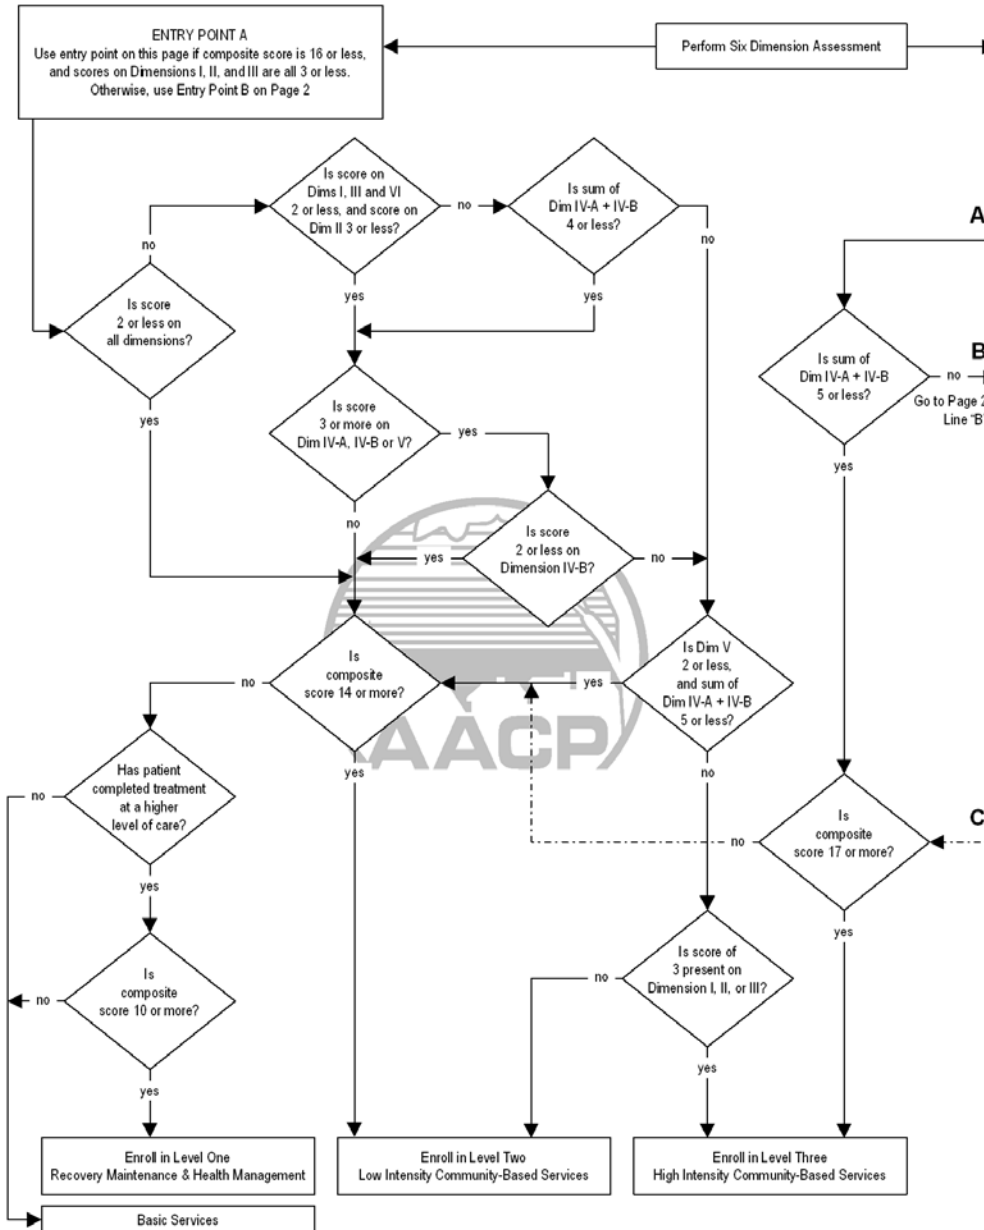 ENTRY POINT A
Use entry point on this page if composite score is 16 or less,
and scores on Dimensions I, II, and III are all 3 or less.
Otherwise, use Entry Point B on Page 2
Perform Six Dimension Assessment
Is score on
Dims I, III and VI
2 or less, and score on
Dim II 3 or less?
no
Is sum of
Dim IV-A + IV-B
4 or less?
no
no
yes
yes
A
Is score
2 or less on
all dimensions?
yes
Is sum of
Dim IV-A + IV-B
5 or less?
B
no
Go to Page 2
Line "B"
yes
Is score
3 or more on
Dim IV-A, IV-B or V?
yes
no
Is score
2 or less on
Dimension IV-B?
yes
no
Is
composite
score 14 or more?
no
yes
Is Dim V
2 or less,
and sum of
Dim IV-A + IV-B
5 or less?
yes
no
AACP
Has patient
completed treatment
at a higher
level of care?
no
yes
Is
composite
score 17 or more?
no
C
yes
Is
composite
score 10 or more?
no
yes
Is score of
3 present on
Dimension I, II, or III?
no
yes
Enroll in Level One
Recovery Maintenance & Health Management
Enroll in Level Two
Low Intensity Community-Based Services
Enroll in Level Three
High Intensity Community-Based Services
Basic Services